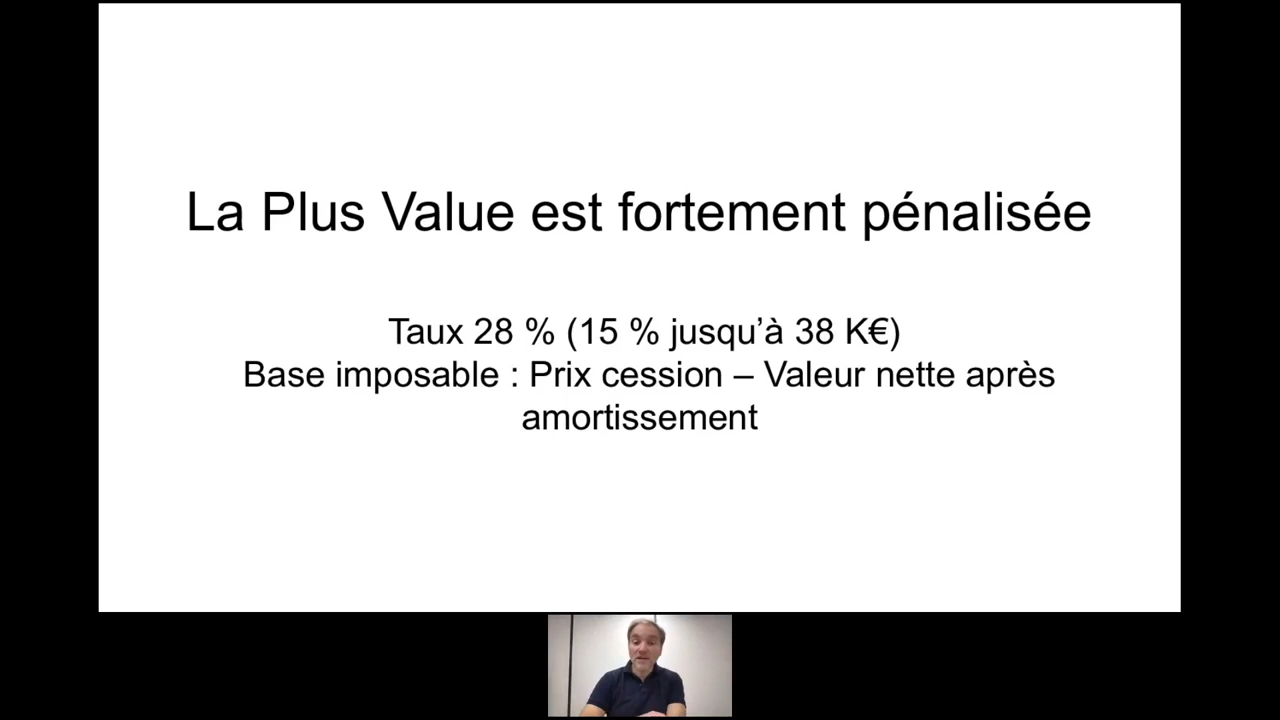 La Plus Value est fortement pénalisée
Taux 28 % (15 % jusqu’à 38 K€)
Base imposable : Prix cession – Valeur nette après
amortissement